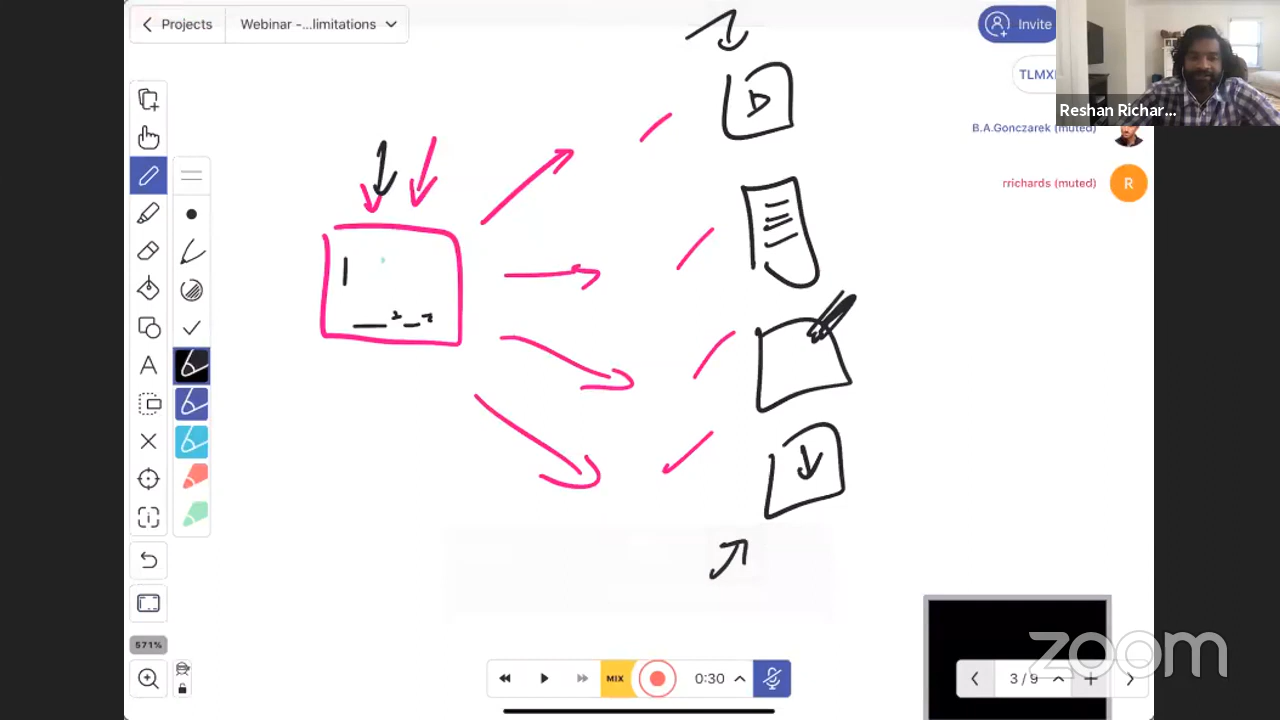 Projects
Webinar -...limitations
Invite
TLMX
Reshan Richar...
B.A.Gonczarek (muted)
rrichards (muted)
R
A
571%
MIX
0:30
3 / 9
zoom